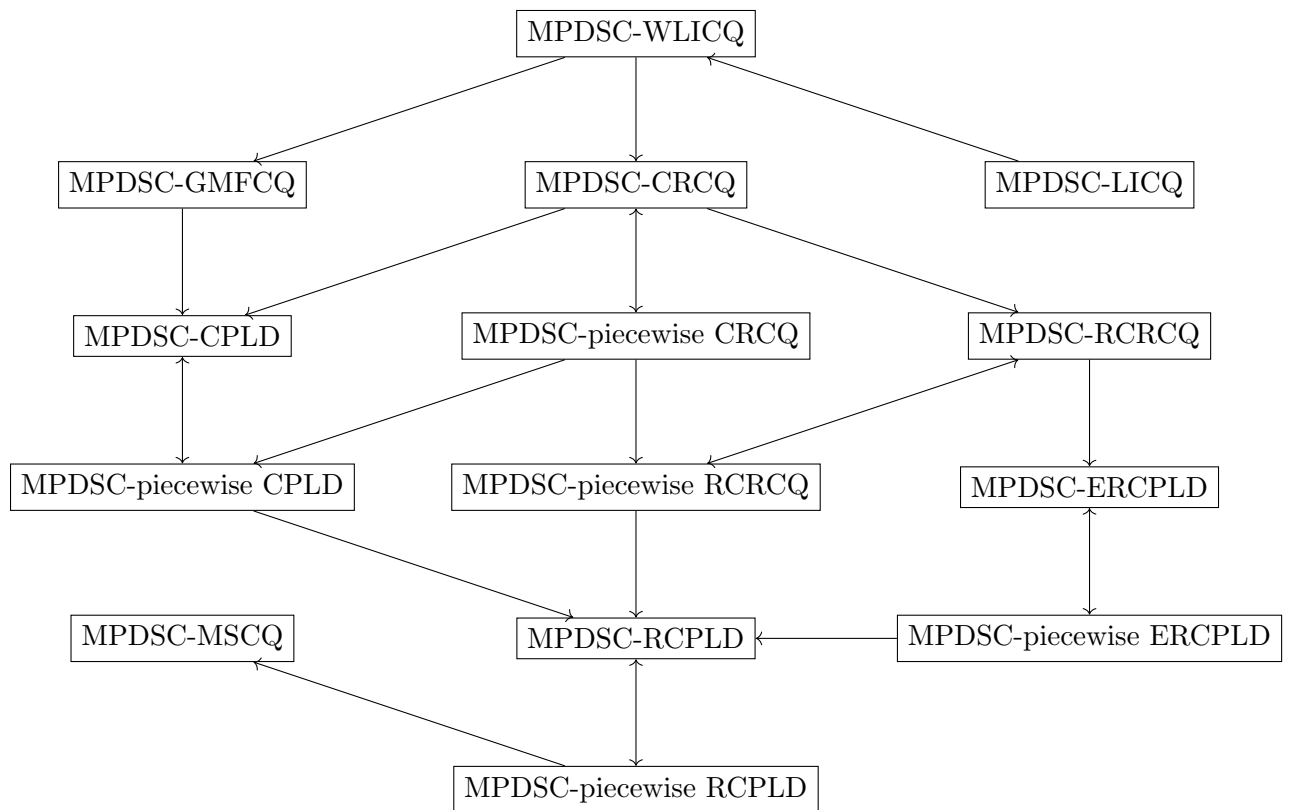 MPDSC-WLICQ
MPDSC-GMFCQ
MPDSC-CRCQ
MPDSC-LICQ
MPDSC-CPLD
MPDSC-piecewise CRCQ
MPDSC-RCRCQ
MPDSC-piecewise CPLD
MPDSC-piecewise RCRCQ
MPDSC-ERCPLD
MPDSC-MSCQ
MPDSC-RCPLD
MPDSC-piecewise ERCPLD
MPDSC-piecewise RCPLD